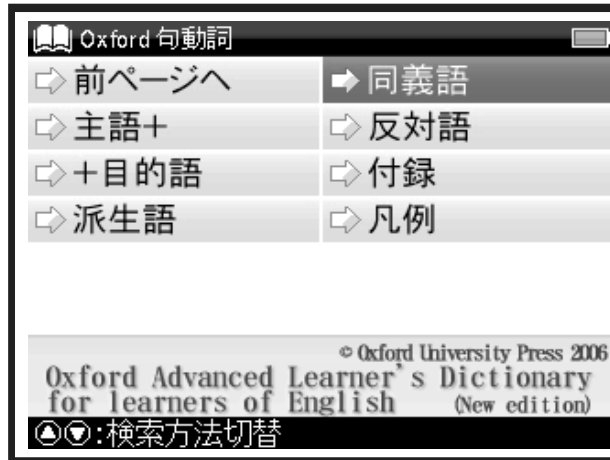 Oxford 句動詞
前ページへ
同義語
主語＋
反対語
＋目的語
付録
派生語
凡例
© Oxford University Press 2006
Oxford Advanced Learner's Dictionary
for learners of English (New edition)
:検索方法切替